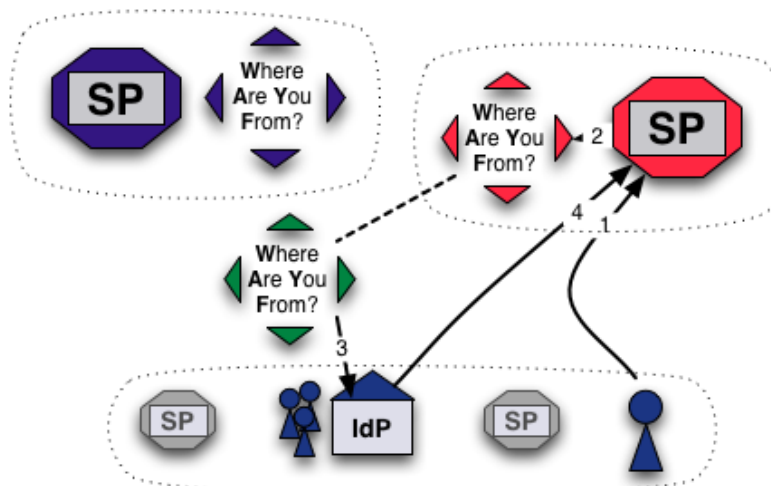 SP
Where
Are You
From?
Where
Are You
From?
2
SP
4
1
Where
Are You
From?
3
SP
IdP
SP